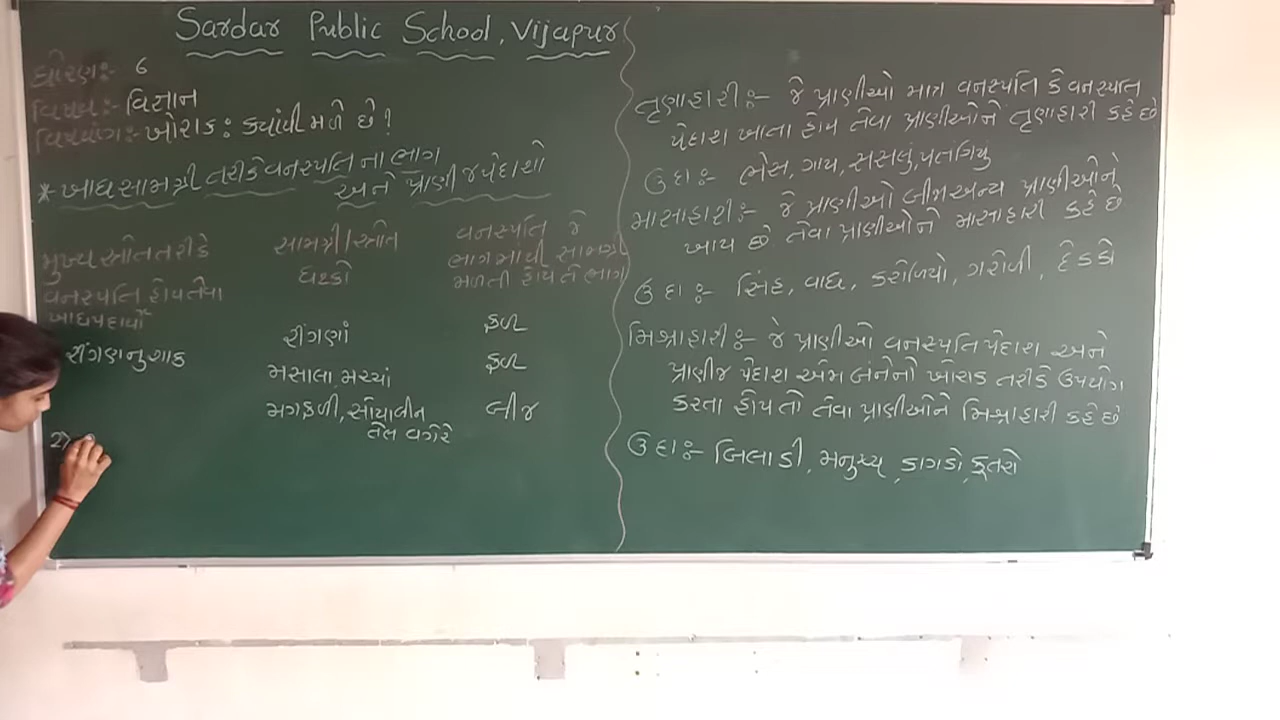 Sardar Public School, Vijapur
ધોરણ:- 6
વિષય:- વિજ્ઞાન
વિષયાંગ:- ખોરાક: ક્યાંથી મળે છે?
* ખાદ્ય સામગ્રી તરીકે વનસ્પતિ ના ભાગ
અને પ્રાણીજ પેદાશો
મુખ્ય સ્ત્રોત તરીકે
વનસ્પતિ હોય તેવા
ખાદ્યપદાર્થો
સામગ્રી/સ્ત્રોત
ઘટકો
વનસ્પતિ જે
ભાગમાંથી સામગ્રી
મળતી હોય તે ભાગ
રીંગણનુ શાક
રીંગણાં
ફળ
મસાલા મરચાં
ફળ
મગફળી, સોયાબીન
તેલ વગેરે
બીજ
2)
તૃણાહારી:- જે પ્રાણીઓ માત્ર વનસ્પતિ કે વનસ્પતિ
પેદાશ ખાતા હોય તેવા પ્રાણીઓને તૃણાહારી કહે છે
ઉદા:- ભેંસ, ગાય, સસલું, પતંગિયુ
માસાહારી:- જે પ્રાણીઓ બીજા અન્ય પ્રાણીઓને
ખાય છે તેવા પ્રાણીઓને માસાહારી કહે છે
ઉદા:- સિંહ, વાઘ, કરોળિયો, ગરોળી, દેડકો
મિશ્રાહારી:- જે પ્રાણીઓ વનસ્પતિ પેદાશ અને
પ્રાણીજ પેદાશ એમ બંનેનો ખોરાક તરીકે ઉપયોગ
કરતા હોય તો તેવા પ્રાણીઓને મિશ્રાહારી કહે છે
ઉદા:- બિલાડી, મનુષ્ય, કાગડો, કૂતરો